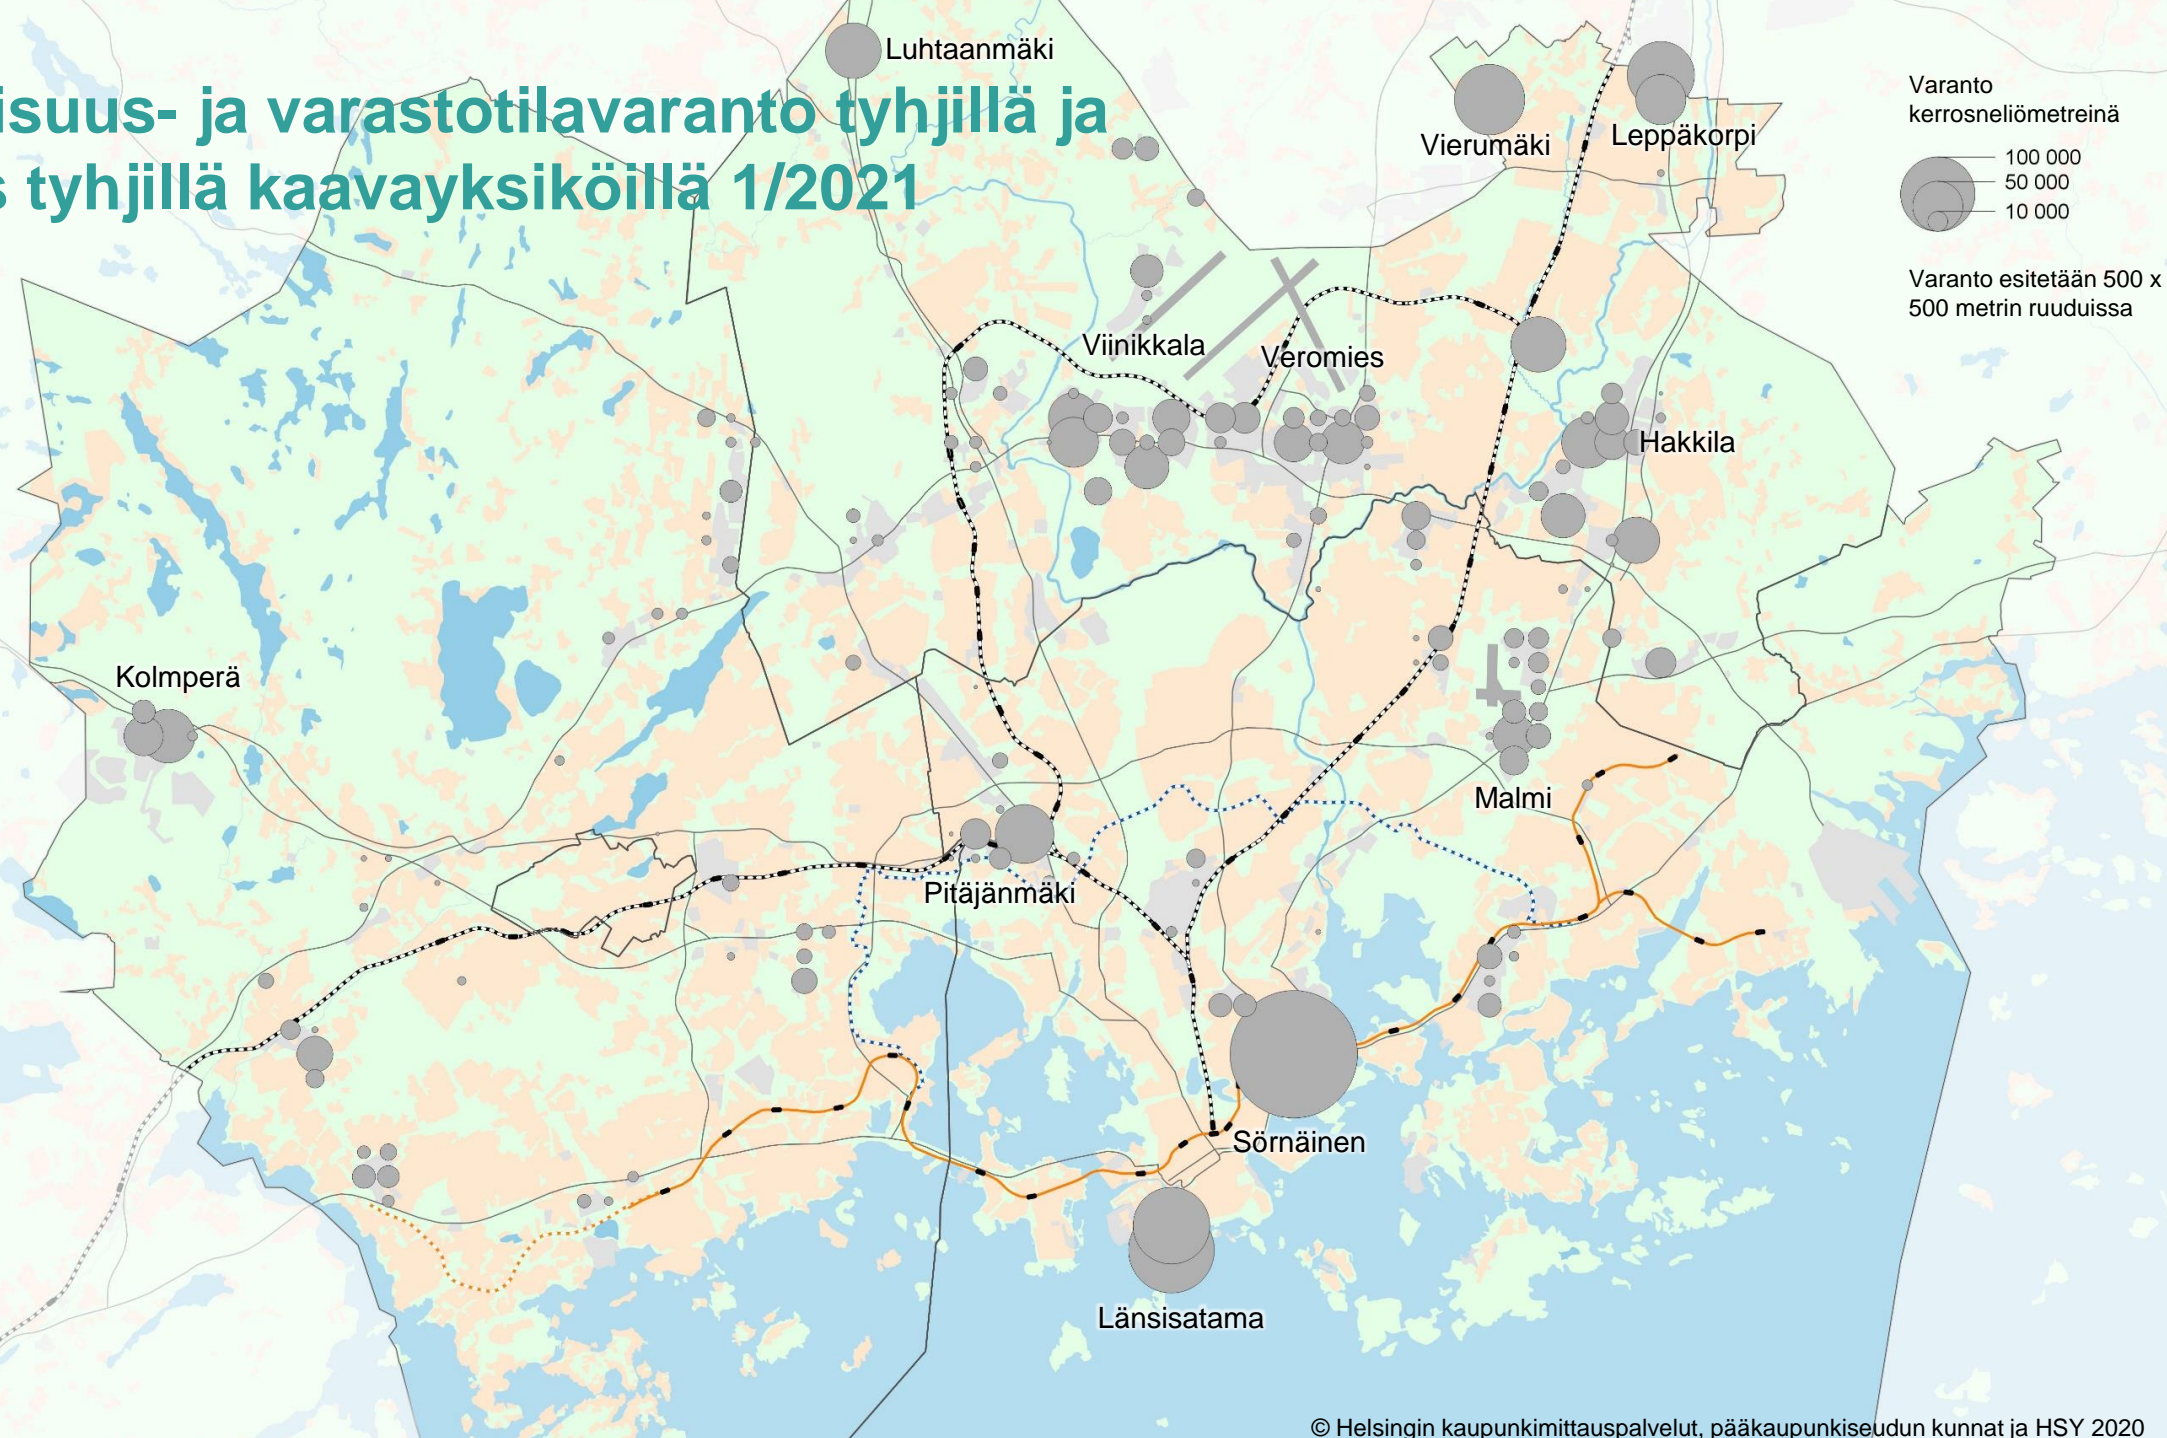 isuus- ja varastotilavaranto tyhjillä ja
s tyhjillä kaavayksiköillä 1/2021
Luhtaanmäki
Vierumäki
Leppäkorpi
Varanto
kerrosneliömetreinä
100 000
50 000
10 000
Varanto esitetään 500 x
500 metrin ruuduissa
Viinikkala
Veromies
Hakkila
Kolmperä
Malmi
Pitäjänmäki
Sörnäinen
Länsisatama
© Helsingin kaupunkimittauspalvelut, pääkaupunkiseudun kunnat ja HSY 2020